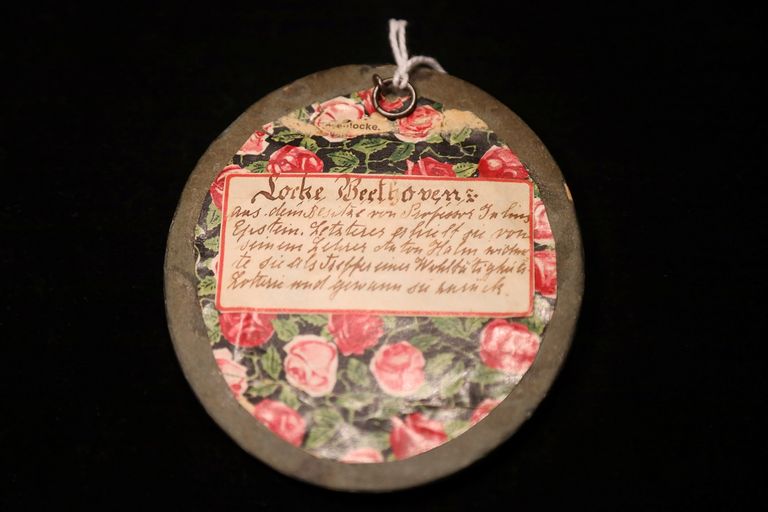 locke.
Locke Beethovens
aus dem Besitze von Professor Julius
Epstein. Letzterer erhielt sie von
seinem Lehrer Anton Halm widme-
te sie als Treffer einer Wohltätigkeits
Lotterie und gewann sie zurück.